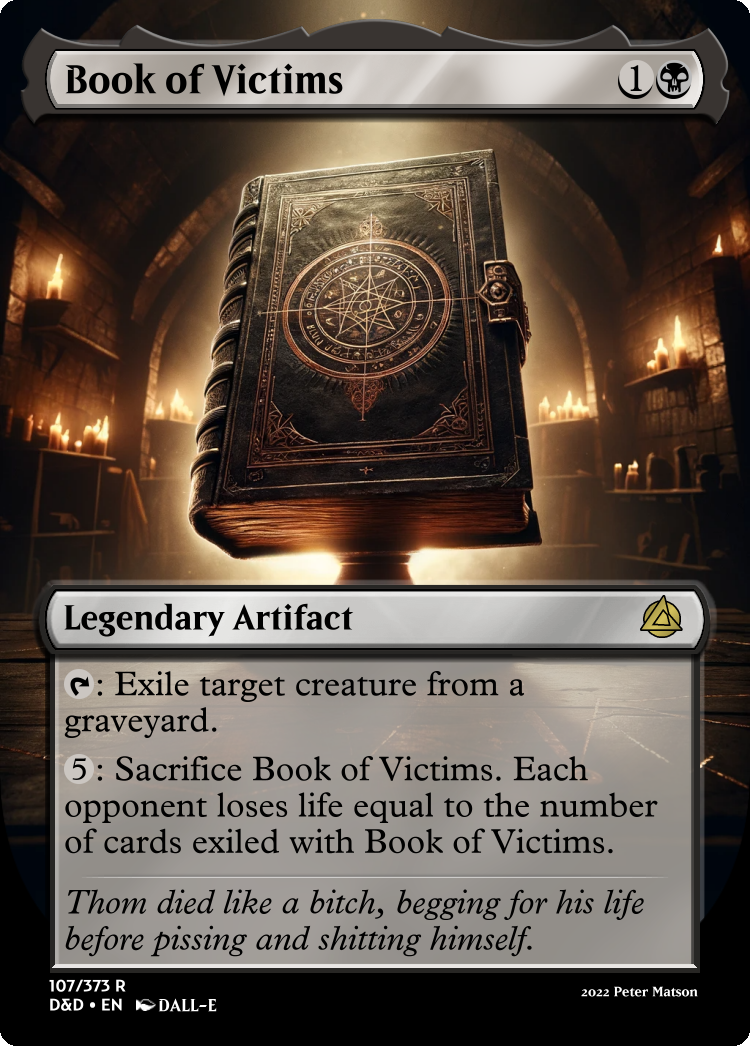 Book of Victims 1
Legendary Artifact
: Exile target creature from a
graveyard.
5: Sacrifice Book of Victims. Each
opponent loses life equal to the number
of cards exiled with Book of Victims.
Thom died like a bitch, begging for his life
before pissing and shitting himself.
107/373 R
D&D • EN DALL-E
2022 Peter Matson